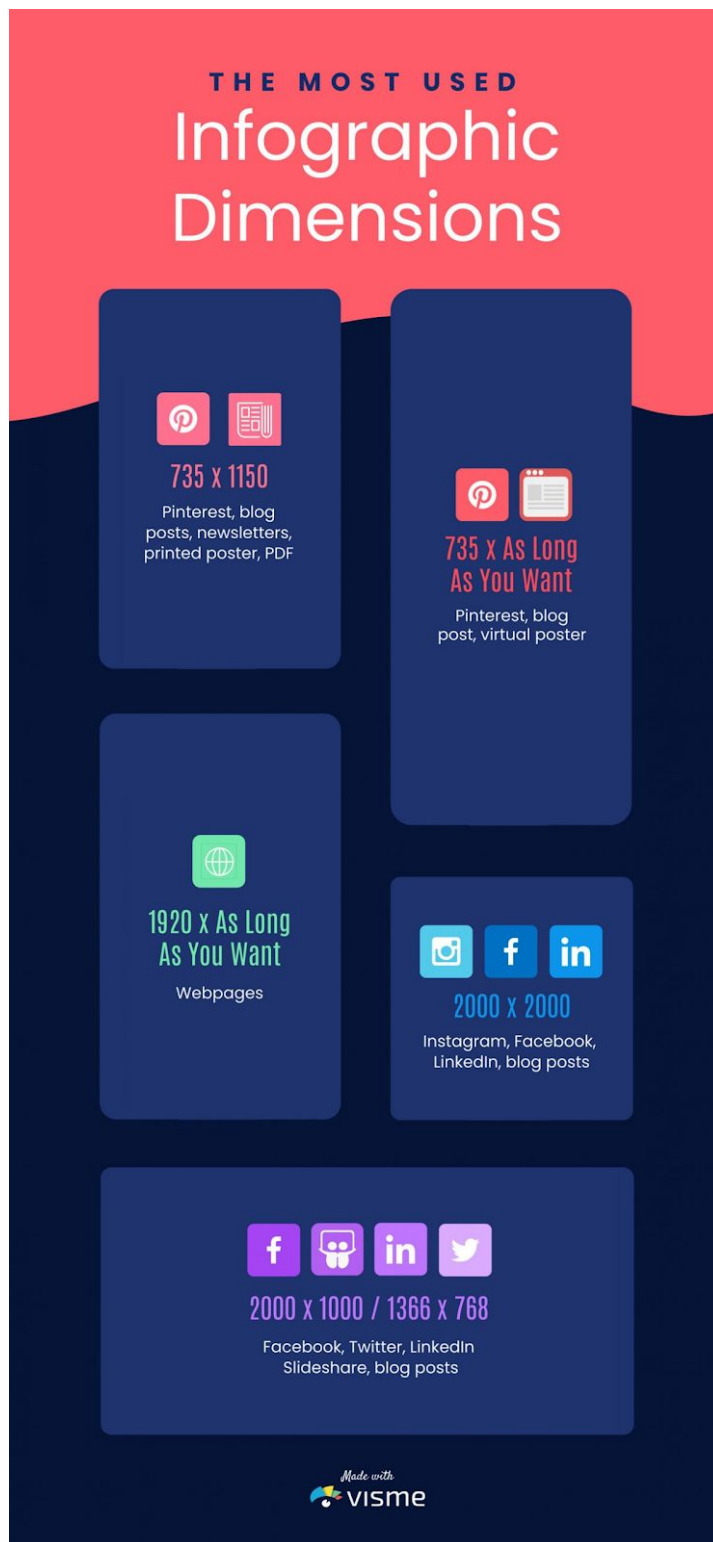 THE MOST USED
Infographic
Dimensions
735 x 1150
Pinterest, blog
posts, newsletters,
printed poster, PDF
735 x As Long
As You Want
Pinterest, blog
post, virtual poster
1920 x As Long
As You Want
Webpages
in
2000 x 2000
Instagram, Facebook,
LinkedIn, blog posts
in
2000 x 1000 / 1366 x 768
Facebook, Twitter, LinkedIn
Slideshare, blog posts
Made with
visme